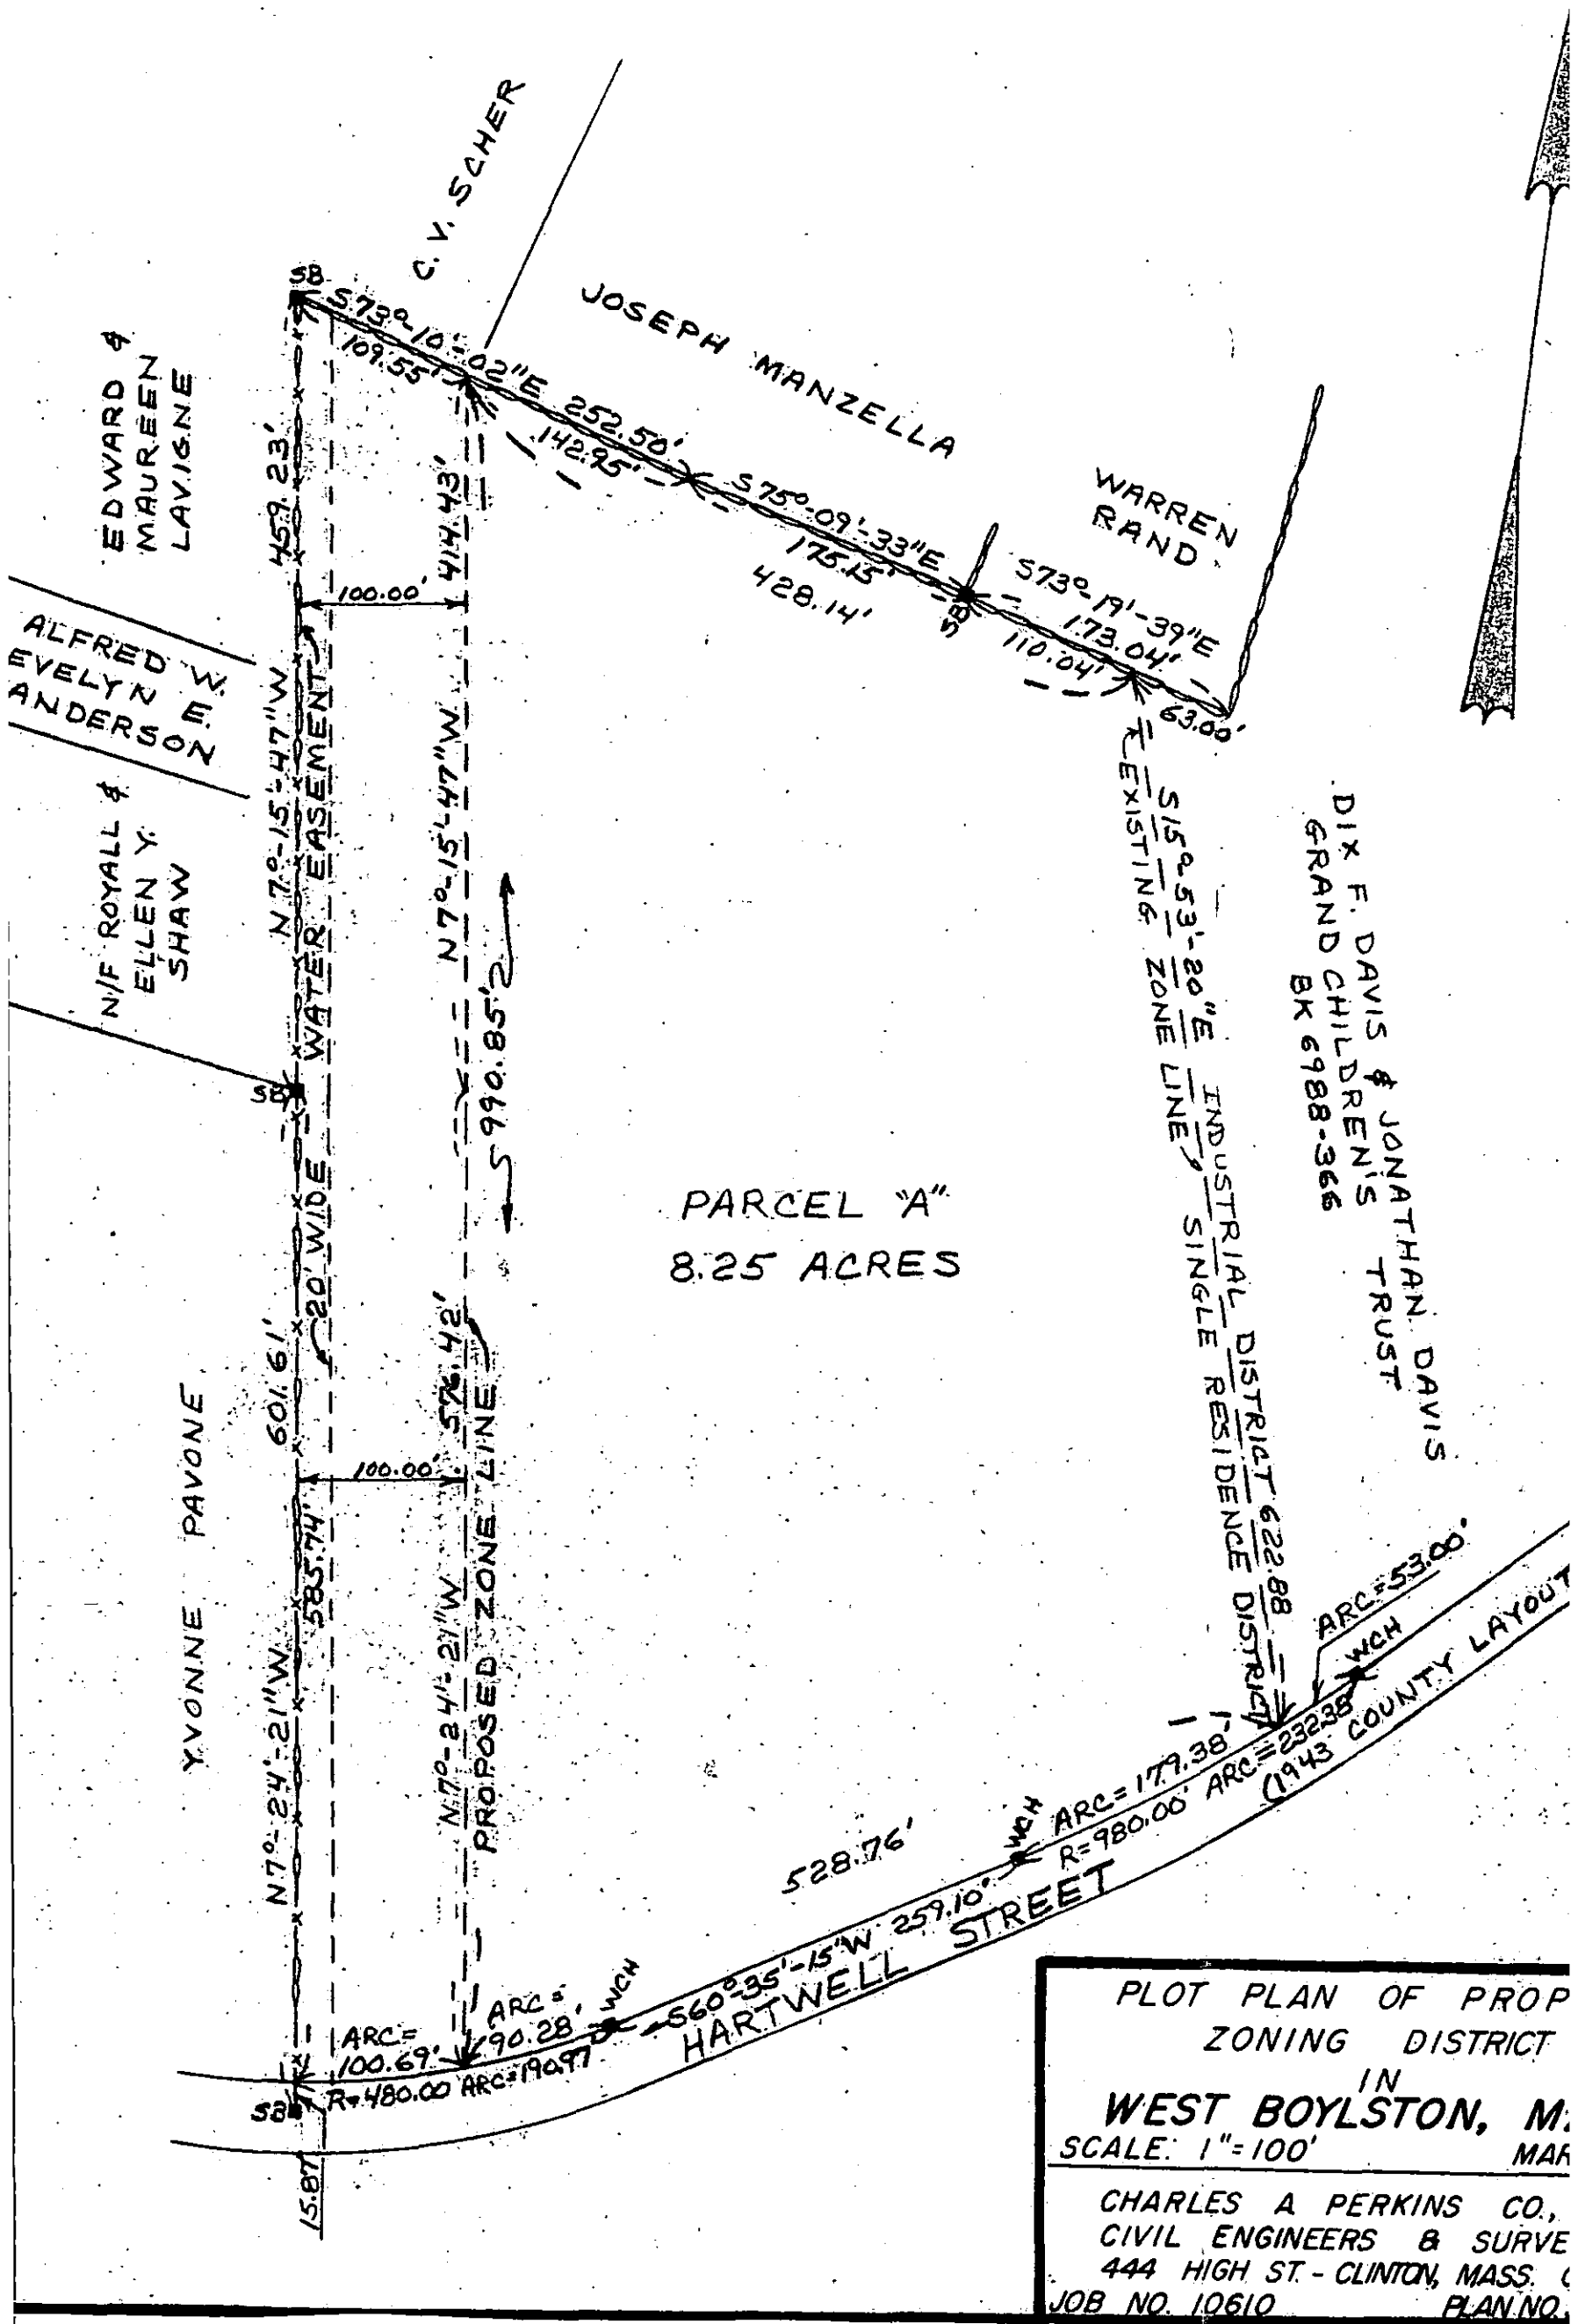 C. V. SCHER
SB
S73°-10'-02"E 252.50'
109.55'
142.95'
JOSEPH MANZELLA
S75°-09'-33"E
175.15'
428.14'
WARREN
RAND
SB
S73°-19'-39"E
173.04'
110.04'
63.00'
EDWARD &
MAUREEN
LAVIGNE
459.23'
414.43'
100.00'
ALFRED W.
EVELYN E.
ANDERSON
N7°-15'-47"W
N7°-15'-47"W
N/F ROYALL &
ELLEN Y.
SHAW
SB
20' WIDE WATER EASEMENT
990.85'
PARCEL "A"
8.25 ACRES
S15°-53'-20"E INDUSTRIAL DISTRICT 622.88
EXISTING ZONE LINE SINGLE RESIDENCE DISTRICT
DIX F. DAVIS & JONATHAN DAVIS
GRAND CHILDREN'S TRUST
BK 6988-366
YVONNE PAVONE
601.61'
585.74'
N7°-24'-21"W
100.00'
576.42'
N7°-24'-21"W
PROPOSED ZONE LINE
ARC=53.00'
WCH
ARC=179.38'
R=980.00' ARC=232.38'
(1943 COUNTY LAYOUT
WCH
528.76'
S60°-35'-15"W 259.10'
HARTWELL STREET
WCH
ARC=
90.28'
ARC=
100.69'
R=480.00 ARC=190.97
SB
15.87'
PLOT PLAN OF PROP
ZONING DISTRICT
IN
WEST BOYLSTON, MA
SCALE: 1"=100' MAR
CHARLES A PERKINS CO.,
CIVIL ENGINEERS & SURVE
444 HIGH ST. - CLINTON, MASS.
JOB NO. 10610 PLAN NO.